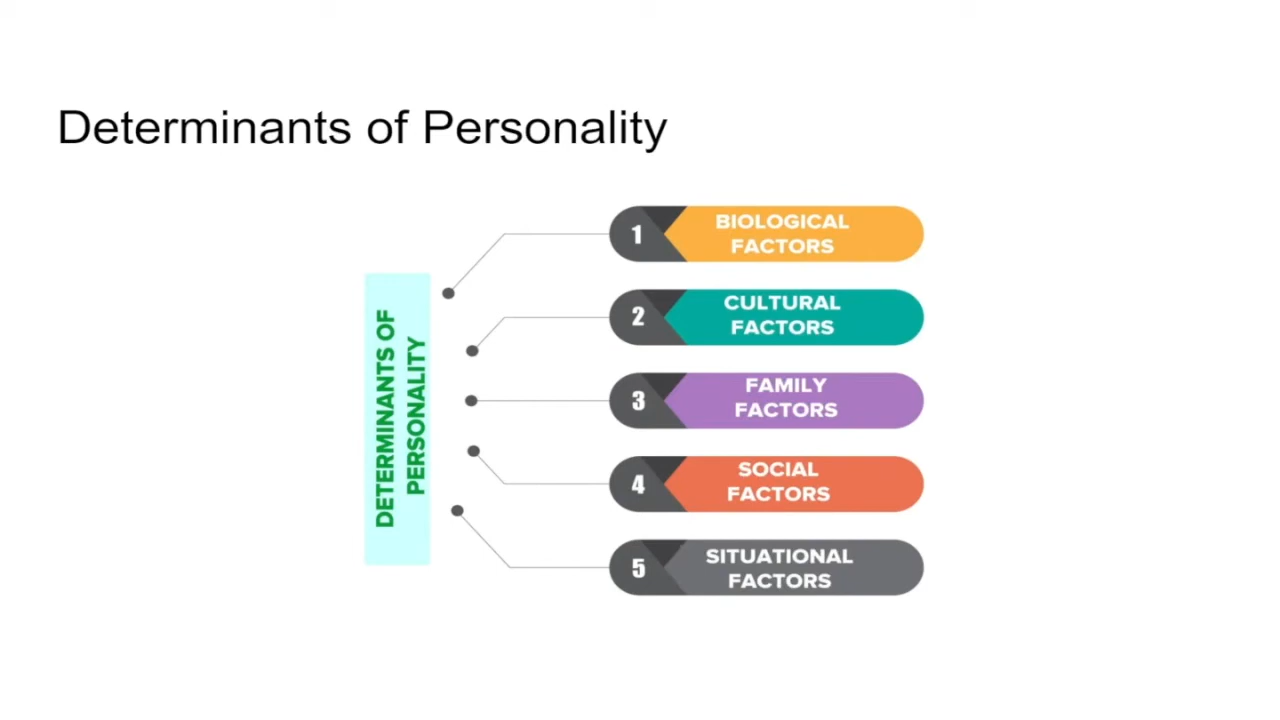 Determinants of Personality
DETERMINANTS OF
PERSONALITY
1
BIOLOGICAL
FACTORS
2
CULTURAL
FACTORS
3
FAMILY
FACTORS
4
SOCIAL
FACTORS
5
SITUATIONAL
FACTORS